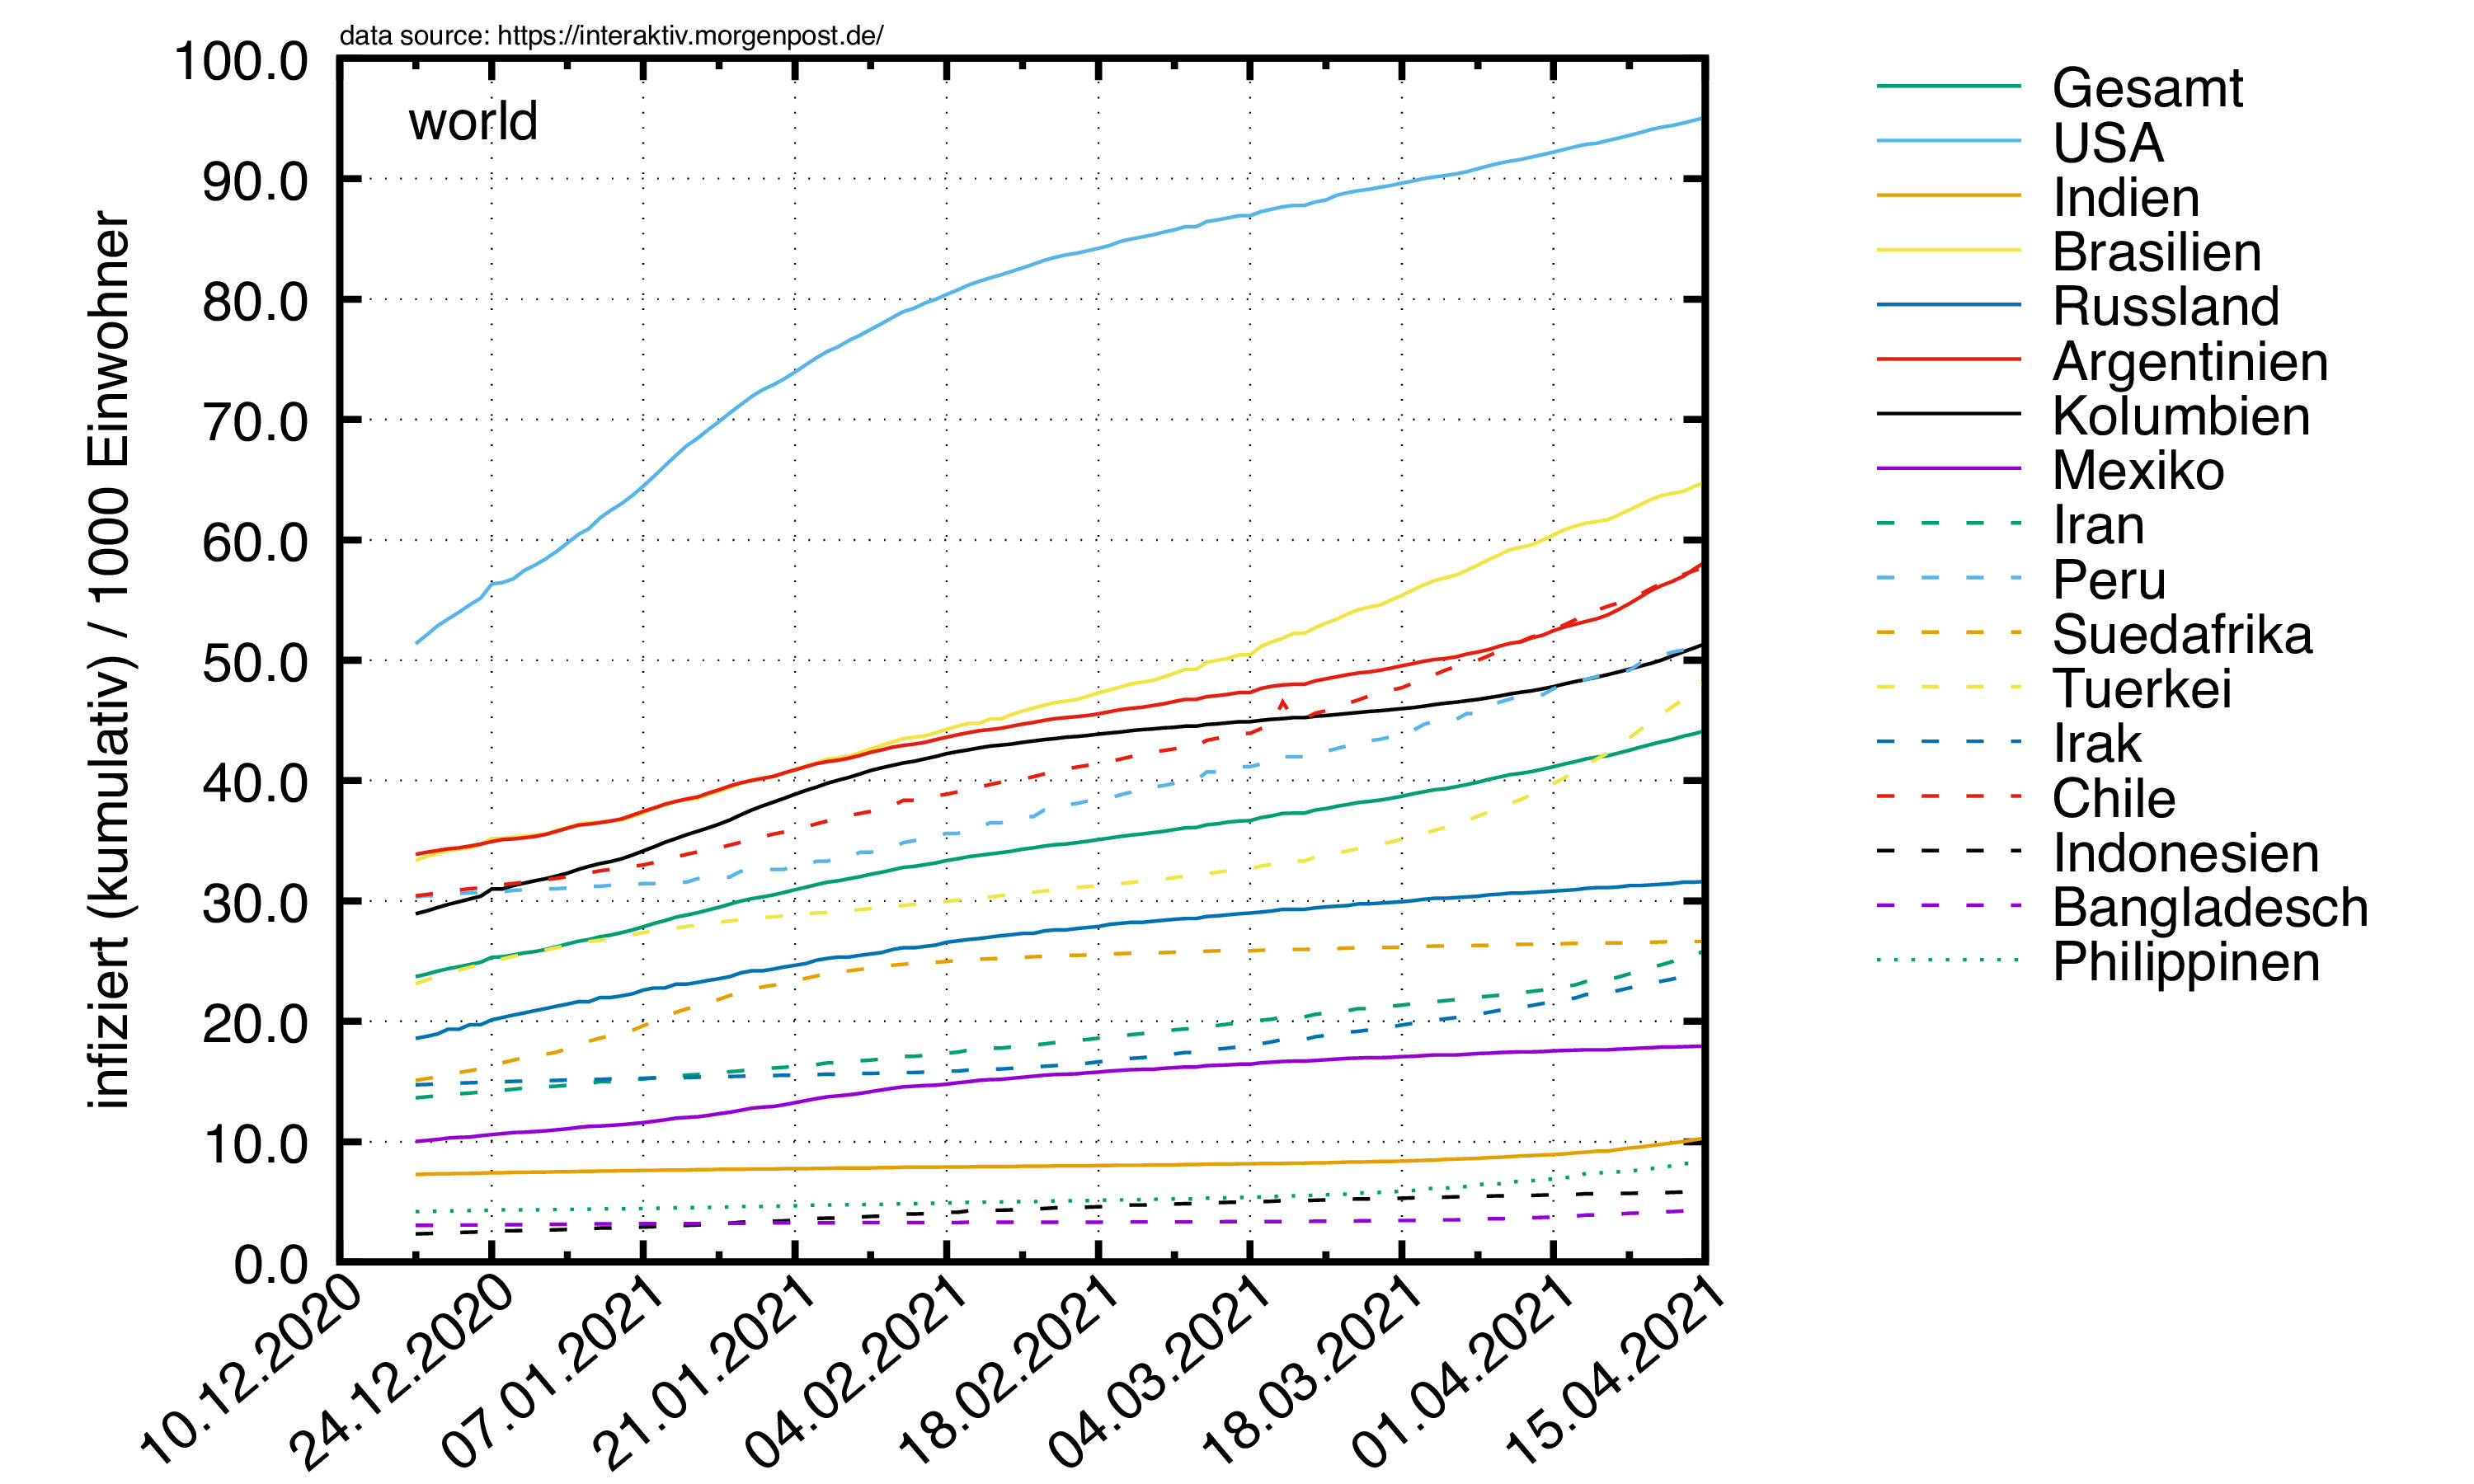 data source: https://interaktiv.morgenpost.de/
world
infiziert (kumulativ) / 1000 Einwohner
100.0
90.0
80.0
70.0
60.0
50.0
40.0
30.0
20.0
10.0
0.0
10.12.2020
24.12.2020
07.01.2021
21.01.2021
04.02.2021
18.02.2021
04.03.2021
18.03.2021
01.04.2021
15.04.2021
Gesamt
USA
Indien
Brasilien
Russland
Argentinien
Kolumbien
Mexiko
Iran
Peru
Suedafrika
Tuerkei
Irak
Chile
Indonesien
Bangladesch
Philippinen